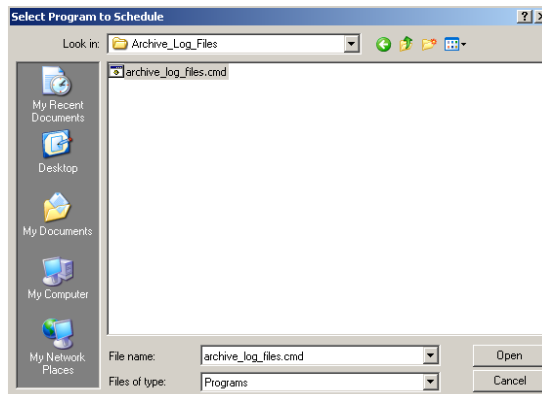 Select Program to Schedule
Look in: Archive_Log_Files
archive_log_files.cmd
My Recent
Documents
Desktop
My Documents
My Computer
My Network
Places
File name: archive_log_files.cmd Open
Files of type: Programs Cancel